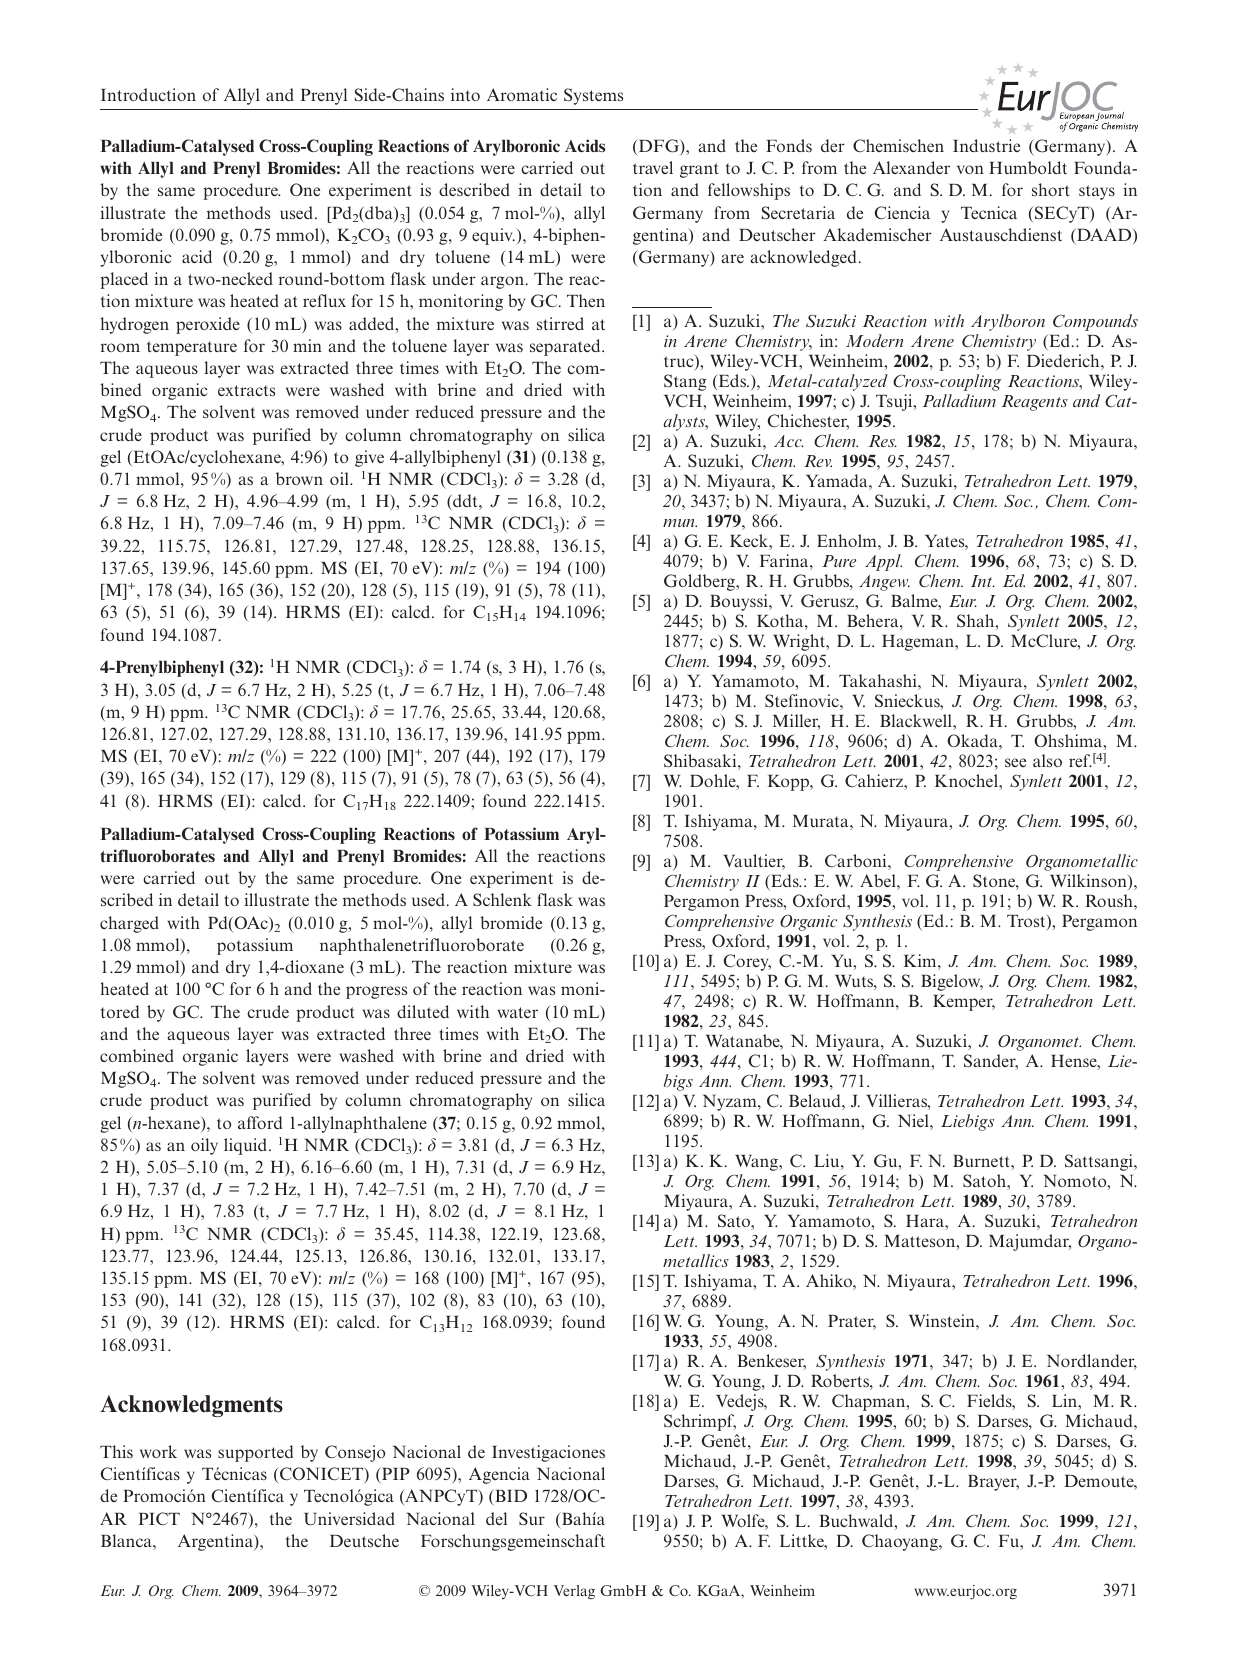 Introduction of Allyl and Prenyl Side-Chains into Aromatic Systems
EurJOC
European Journal
of Organic Chemistry
Palladium-Catalysed Cross-Coupling Reactions of Arylboronic Acids
with Allyl and Prenyl Bromides: All the reactions were carried out
by the same procedure. One experiment is described in detail to
illustrate the methods used. [Pd2(dba)3] (0.054 g, 7 mol-%), allyl
bromide (0.090 g, 0.75 mmol), K2CO3 (0.93 g, 9 equiv.), 4-biphen-
ylboronic acid (0.20 g, 1 mmol) and dry toluene (14 mL) were
placed in a two-necked round-bottom flask under argon. The reac-
tion mixture was heated at reflux for 15 h, monitoring by GC. Then
hydrogen peroxide (10 mL) was added, the mixture was stirred at
room temperature for 30 min and the toluene layer was separated.
The aqueous layer was extracted three times with Et2O. The com-
bined organic extracts were washed with brine and dried with
MgSO4. The solvent was removed under reduced pressure and the
crude product was purified by column chromatography on silica
gel (EtOAc/cyclohexane, 4:96) to give 4-allylbiphenyl (31) (0.138 g,
0.71 mmol, 95%) as a brown oil. 1H NMR (CDCl3): δ = 3.28 (d,
J = 6.8 Hz, 2 H), 4.96–4.99 (m, 1 H), 5.95 (ddt, J = 16.8, 10.2,
6.8 Hz, 1 H), 7.09–7.46 (m, 9 H) ppm. 13C NMR (CDCl3): δ =
39.22, 115.75, 126.81, 127.29, 127.48, 128.25, 128.88, 136.15,
137.65, 139.96, 145.60 ppm. MS (EI, 70 eV): m/z (%) = 194 (100)
[M]+, 178 (34), 165 (36), 152 (20), 128 (5), 115 (19), 91 (5), 78 (11),
63 (5), 51 (6), 39 (14). HRMS (EI): calcd. for C15H14 194.1096;
found 194.1087.
4-Prenylbiphenyl (32): 1H NMR (CDCl3): δ = 1.74 (s, 3 H), 1.76 (s,
3 H), 3.05 (d, J = 6.7 Hz, 2 H), 5.25 (t, J = 6.7 Hz, 1 H), 7.06–7.48
(m, 9 H) ppm. 13C NMR (CDCl3): δ = 17.76, 25.65, 33.44, 120.68,
126.81, 127.02, 127.29, 128.88, 131.10, 136.17, 139.96, 141.95 ppm.
MS (EI, 70 eV): m/z (%) = 222 (100) [M]+, 207 (44), 192 (17), 179
(39), 165 (34), 152 (17), 129 (8), 115 (7), 91 (5), 78 (7), 63 (5), 56 (4),
41 (8). HRMS (EI): calcd. for C17H18 222.1409; found 222.1415.
Palladium-Catalysed Cross-Coupling Reactions of Potassium Aryl-
trifluoroborates and Allyl and Prenyl Bromides: All the reactions
were carried out by the same procedure. One experiment is de-
scribed in detail to illustrate the methods used. A Schlenk flask was
charged with Pd(OAc)2 (0.010 g, 5 mol-%), allyl bromide (0.13 g,
1.08 mmol), potassium naphthalenetrifluoroborate (0.26 g,
1.29 mmol) and dry 1,4-dioxane (3 mL). The reaction mixture was
heated at 100 °C for 6 h and the progress of the reaction was moni-
tored by GC. The crude product was diluted with water (10 mL)
and the aqueous layer was extracted three times with Et2O. The
combined organic layers were washed with brine and dried with
MgSO4. The solvent was removed under reduced pressure and the
crude product was purified by column chromatography on silica
gel (n-hexane), to afford 1-allylnaphthalene (37; 0.15 g, 0.92 mmol,
85%) as an oily liquid. 1H NMR (CDCl3): δ = 3.81 (d, J = 6.3 Hz,
2 H), 5.05–5.10 (m, 2 H), 6.16–6.60 (m, 1 H), 7.31 (d, J = 6.9 Hz,
1 H), 7.37 (d, J = 7.2 Hz, 1 H), 7.42–7.51 (m, 2 H), 7.70 (d, J =
6.9 Hz, 1 H), 7.83 (t, J = 7.7 Hz, 1 H), 8.02 (d, J = 8.1 Hz, 1
H) ppm. 13C NMR (CDCl3): δ = 35.45, 114.38, 122.19, 123.68,
123.77, 123.96, 124.44, 125.13, 126.86, 130.16, 132.01, 133.17,
135.15 ppm. MS (EI, 70 eV): m/z (%) = 168 (100) [M]+, 167 (95),
153 (90), 141 (32), 128 (15), 115 (37), 102 (8), 83 (10), 63 (10),
51 (9), 39 (12). HRMS (EI): calcd. for C13H12 168.0939; found
168.0931.
Acknowledgments
This work was supported by Consejo Nacional de Investigaciones
Científicas y Técnicas (CONICET) (PIP 6095), Agencia Nacional
de Promoción Científica y Tecnológica (ANPCyT) (BID 1728/OC-
AR PICT N°2467), the Universidad Nacional del Sur (Bahía
Blanca, Argentina), the Deutsche Forschungsgemeinschaft
(DFG), and the Fonds der Chemischen Industrie (Germany). A
travel grant to J. C. P. from the Alexander von Humboldt Founda-
tion and fellowships to D. C. G. and S. D. M. for short stays in
Germany from Secretaria de Ciencia y Tecnica (SECyT) (Ar-
gentina) and Deutscher Akademischer Austauschdienst (DAAD)
(Germany) are acknowledged.
[1] a) A. Suzuki, The Suzuki Reaction with Arylboron Compounds
in Arene Chemistry, in: Modern Arene Chemistry (Ed.: D. As-
truc), Wiley-VCH, Weinheim, 2002, p. 53; b) F. Diederich, P. J.
Stang (Eds.), Metal-catalyzed Cross-coupling Reactions, Wiley-
VCH, Weinheim, 1997; c) J. Tsuji, Palladium Reagents and Cat-
alysts, Wiley, Chichester, 1995.
[2] a) A. Suzuki, Acc. Chem. Res. 1982, 15, 178; b) N. Miyaura,
A. Suzuki, Chem. Rev. 1995, 95, 2457.
[3] a) N. Miyaura, K. Yamada, A. Suzuki, Tetrahedron Lett. 1979,
20, 3437; b) N. Miyaura, A. Suzuki, J. Chem. Soc., Chem. Com-
mun. 1979, 866.
[4] a) G. E. Keck, E. J. Enholm, J. B. Yates, Tetrahedron 1985, 41,
4079; b) V. Farina, Pure Appl. Chem. 1996, 68, 73; c) S. D.
Goldberg, R. H. Grubbs, Angew. Chem. Int. Ed. 2002, 41, 807.
[5] a) D. Bouyssi, V. Gerusz, G. Balme, Eur. J. Org. Chem. 2002,
2445; b) S. Kotha, M. Behera, V. R. Shah, Synlett 2005, 12,
1877; c) S. W. Wright, D. L. Hageman, L. D. McClure, J. Org.
Chem. 1994, 59, 6095.
[6] a) Y. Yamamoto, M. Takahashi, N. Miyaura, Synlett 2002,
1473; b) M. Stefinovic, V. Snieckus, J. Org. Chem. 1998, 63,
2808; c) S. J. Miller, H. E. Blackwell, R. H. Grubbs, J. Am.
Chem. Soc. 1996, 118, 9606; d) A. Okada, T. Ohshima, M.
Shibasaki, Tetrahedron Lett. 2001, 42, 8023; see also ref.[4].
[7] W. Dohle, F. Kopp, G. Cahierz, P. Knochel, Synlett 2001, 12,
1901.
[8] T. Ishiyama, M. Murata, N. Miyaura, J. Org. Chem. 1995, 60,
7508.
[9] a) M. Vaultier, B. Carboni, Comprehensive Organometallic
Chemistry II (Eds.: E. W. Abel, F. G. A. Stone, G. Wilkinson),
Pergamon Press, Oxford, 1995, vol. 11, p. 191; b) W. R. Roush,
Comprehensive Organic Synthesis (Ed.: B. M. Trost), Pergamon
Press, Oxford, 1991, vol. 2, p. 1.
[10] a) E. J. Corey, C.-M. Yu, S. S. Kim, J. Am. Chem. Soc. 1989,
111, 5495; b) P. G. M. Wuts, S. S. Bigelow, J. Org. Chem. 1982,
47, 2498; c) R. W. Hoffmann, B. Kemper, Tetrahedron Lett.
1982, 23, 845.
[11] a) T. Watanabe, N. Miyaura, A. Suzuki, J. Organomet. Chem.
1993, 444, C1; b) R. W. Hoffmann, T. Sander, A. Hense, Lie-
bigs Ann. Chem. 1993, 771.
[12] a) V. Nyzam, C. Belaud, J. Villieras, Tetrahedron Lett. 1993, 34,
6899; b) R. W. Hoffmann, G. Niel, Liebigs Ann. Chem. 1991,
1195.
[13] a) K. K. Wang, C. Liu, Y. Gu, F. N. Burnett, P. D. Sattsangi,
J. Org. Chem. 1991, 56, 1914; b) M. Satoh, Y. Nomoto, N.
Miyaura, A. Suzuki, Tetrahedron Lett. 1989, 30, 3789.
[14] a) M. Sato, Y. Yamamoto, S. Hara, A. Suzuki, Tetrahedron
Lett. 1993, 34, 7071; b) D. S. Matteson, D. Majumdar, Organo-
metallics 1983, 2, 1529.
[15] T. Ishiyama, T. A. Ahiko, N. Miyaura, Tetrahedron Lett. 1996,
37, 6889.
[16] W. G. Young, A. N. Prater, S. Winstein, J. Am. Chem. Soc.
1933, 55, 4908.
[17] a) R. A. Benkeser, Synthesis 1971, 347; b) J. E. Nordlander,
W. G. Young, J. D. Roberts, J. Am. Chem. Soc. 1961, 83, 494.
[18] a) E. Vedejs, R. W. Chapman, S. C. Fields, S. Lin, M. R.
Schrimpf, J. Org. Chem. 1995, 60; b) S. Darses, G. Michaud,
J.-P. Genêt, Eur. J. Org. Chem. 1999, 1875; c) S. Darses, G.
Michaud, J.-P. Genêt, Tetrahedron Lett. 1998, 39, 5045; d) S.
Darses, G. Michaud, J.-P. Genêt, J.-L. Brayer, J.-P. Demoute,
Tetrahedron Lett. 1997, 38, 4393.
[19] a) J. P. Wolfe, S. L. Buchwald, J. Am. Chem. Soc. 1999, 121,
9550; b) A. F. Littke, D. Chaoyang, G. C. Fu, J. Am. Chem.
Eur. J. Org. Chem. 2009, 3964–3972
© 2009 Wiley-VCH Verlag GmbH & Co. KGaA, Weinheim
www.eurjoc.org
3971